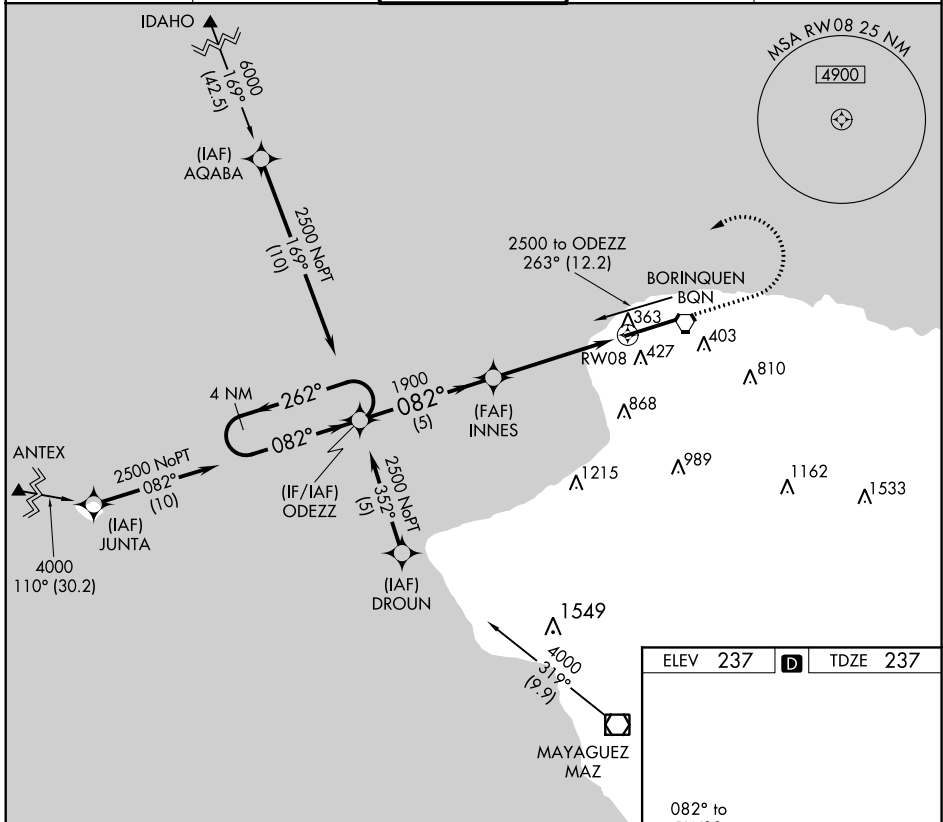 IDAHO
6000
169°
(42.5)
MSA RW08 25 NM
4900
(IAF)
AQABA
2500 NoPT
169°
(10)
2500 to ODEZZ
263° (12.2)
BORINQUEN
BQN
363
RW08
427
403
810
868
4 NM
262°
082°
1900
082°
(5)
(FAF)
INNES
ANTEX
2500 NoPT
082°
(10)
(IAF)
JUNTA
4000
110° (30.2)
(IF/IAF)
ODEZZ
2500 NoPT
352°
(5)
(IAF)
DROUN
1215
989
1162
1533
1549
4000
319°
(9.9)
MAYAGUEZ
MAZ
ELEV 237 D TDZE 237
082° to